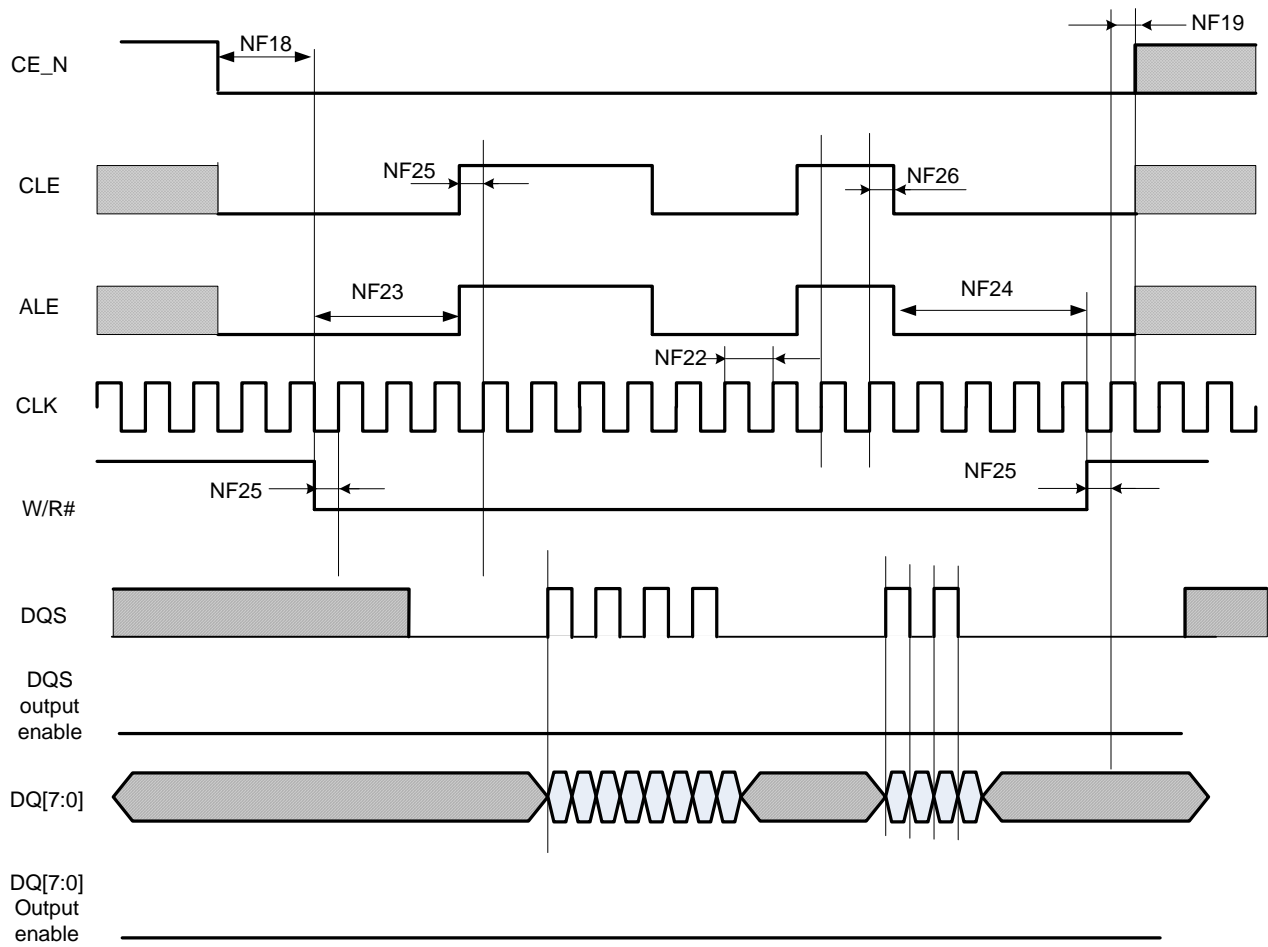 NF19
NF18
CE_N
NF25
NF26
CLE
NF23
NF24
ALE
NF22
CLK
NF25
NF25
W/R#
DQS
DQS
output
enable
DQ[7:0]
DQ[7:0]
Output
enable